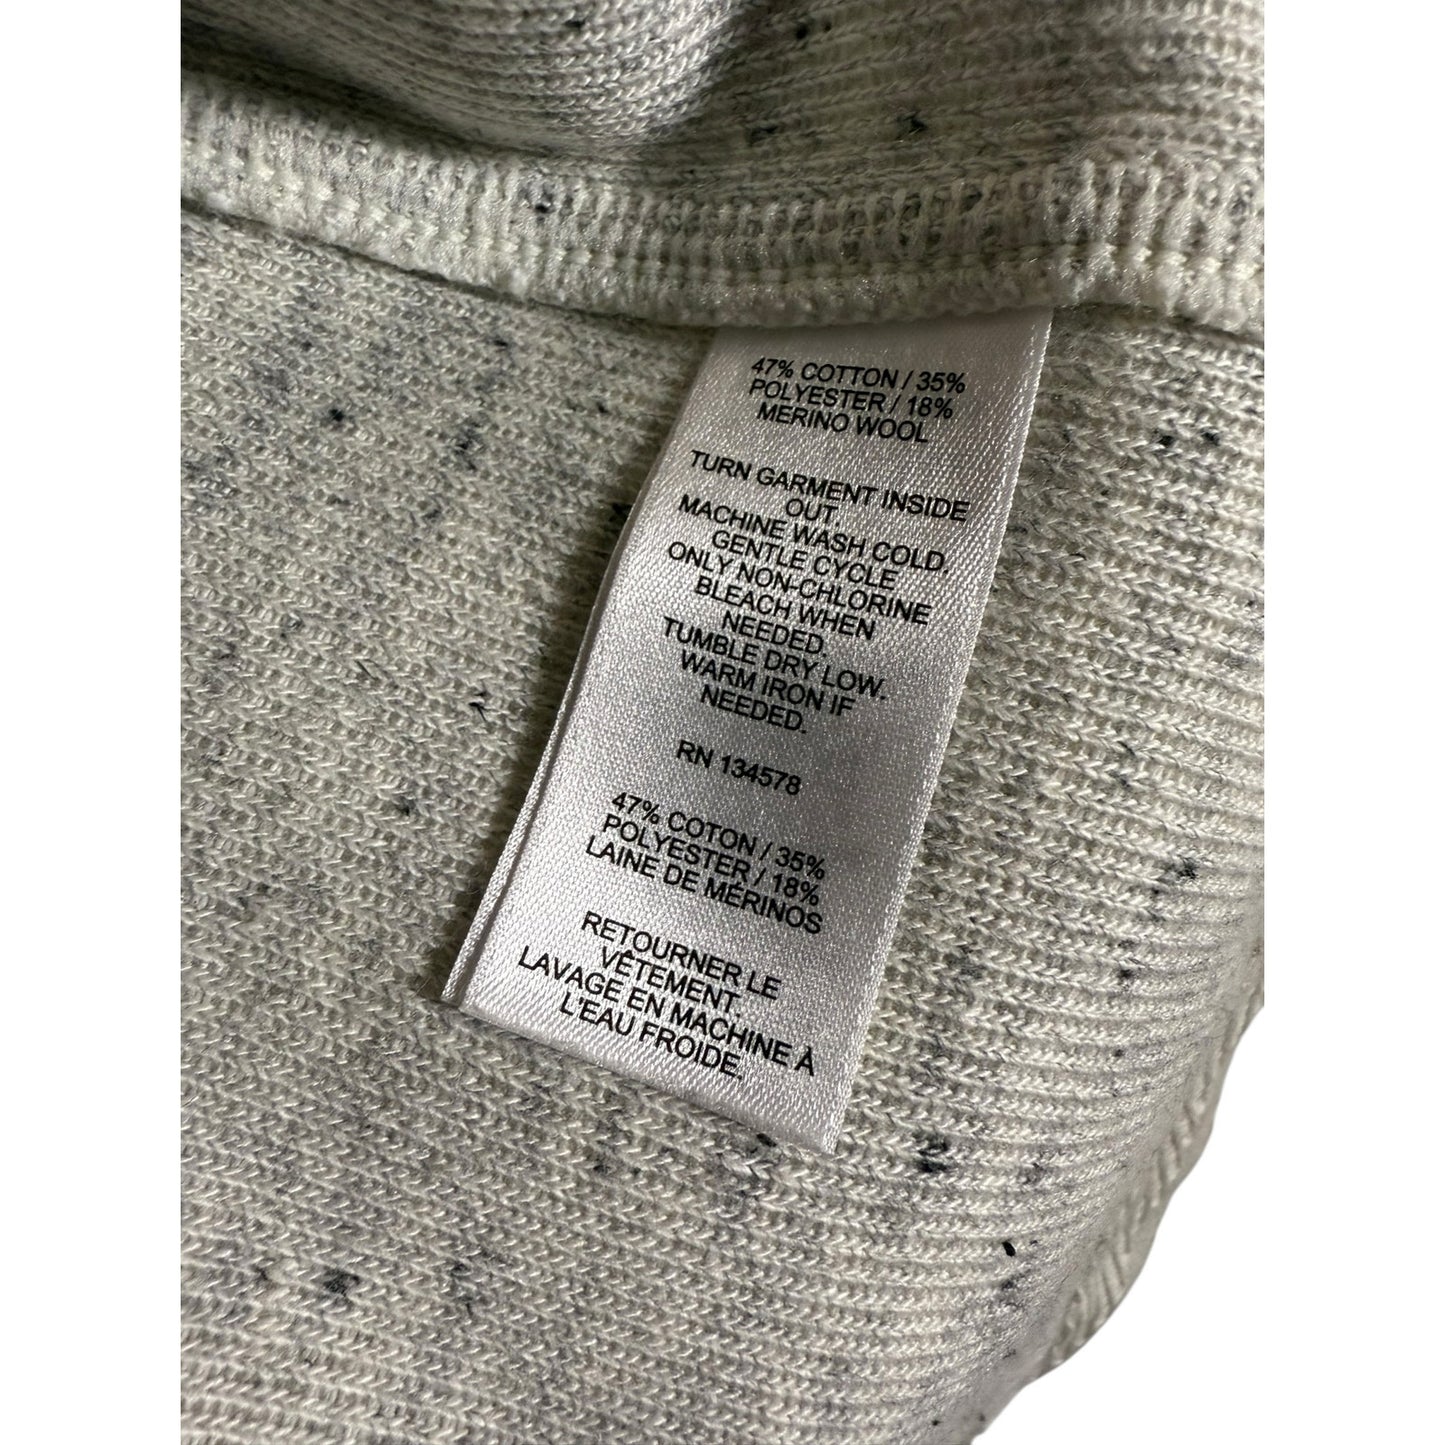 47% COTTON / 35%
POLYESTER / 18%
MERINO WOOL
TURN GARMENT INSIDE
OUT.
MACHINE WASH COLD.
GENTLE CYCLE
ONLY NON-CHLORINE
BLEACH WHEN
NEEDED.
TUMBLE DRY LOW.
WARM IRON IF
NEEDED.
RN 134578
47% COTON / 35%
POLYESTER / 18%
LAINE DE MÉRINOS
RETOURNER LE
VÊTEMENT.
LAVAGE EN MACHINE À
L'EAU FROIDE.